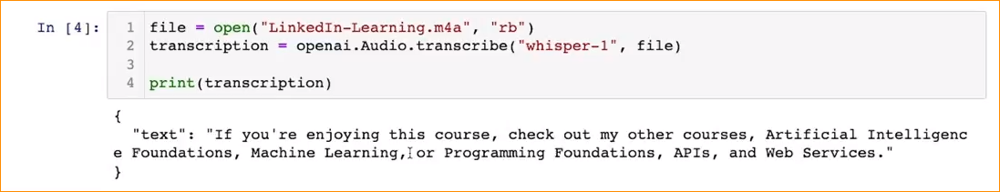 In [4]:
1 file = open("LinkedIn-Learning.m4a", "rb")
2 transcription = openai.Audio.transcribe("whisper-1", file)
3
4 print(transcription)
{
"text": "If you're enjoying this course, check out my other courses, Artificial Intelligenc
e Foundations, Machine Learning, or Programming Foundations, APIs, and Web Services."
}